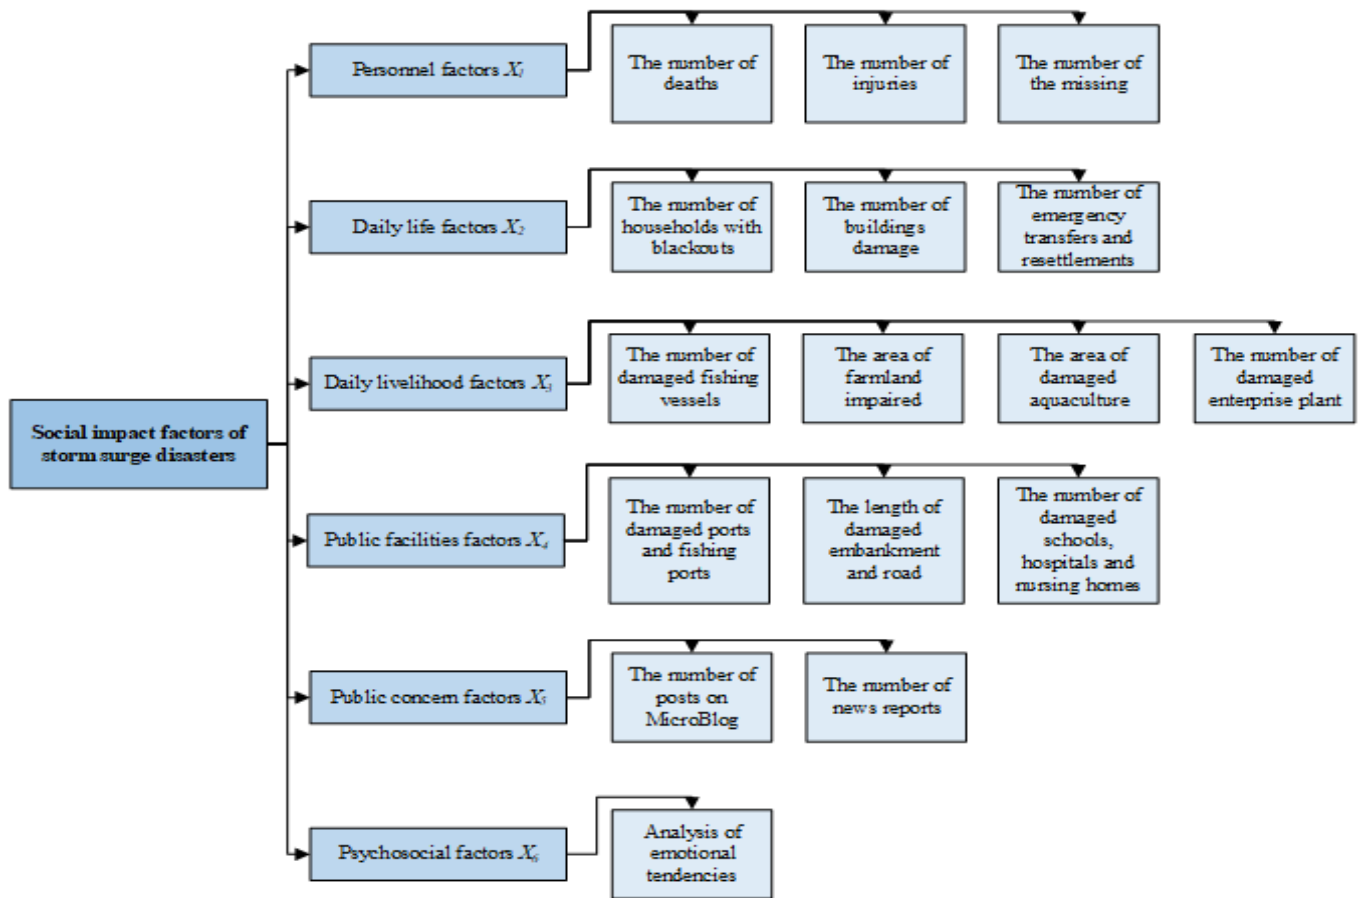 Personnel factors X1
The number of
deaths
The number of
injuries
The number of
the missing
Daily life factors X2
The number of
households with
blackouts
The number of
buildings
damage
The number of
emergency
transfers and
resettlements
Daily livelihood factors X3
The number of
damaged fishing
vessels
The area of
farmland
impaired
The area of
damaged
aquaculture
The number of
damaged
enterprise plant
Social impact factors of
storm surge disasters
Public facilities factors X4
The number of
damaged ports
and fishing
ports
The length of
damaged
embankment
and road
The number of
damaged
schools,
hospitals and
nursing homes
Public concern factors X5
The number of
posts on
MicroBlog
The number of
news reports
Psychosocial factors X6
Analysis of
emotional
tendencies